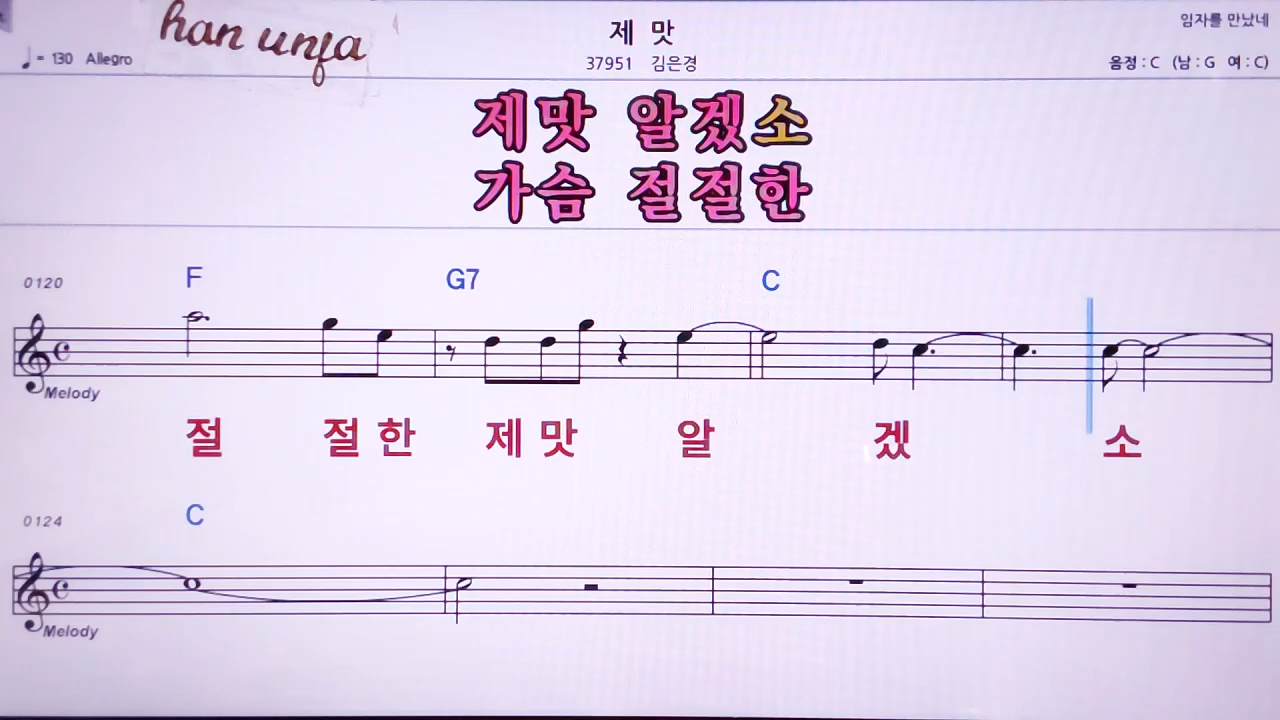 han unfa
제 맛
임자를 만났네
♩= 130 Allegro
37951 김은경
음정 : C (남 : G 여 : C)
제맛 알겠소
가슴 절절한
0120
F G7 C
Melody
절 절 한 제 맛 알 겠 소
0124
C
Melody